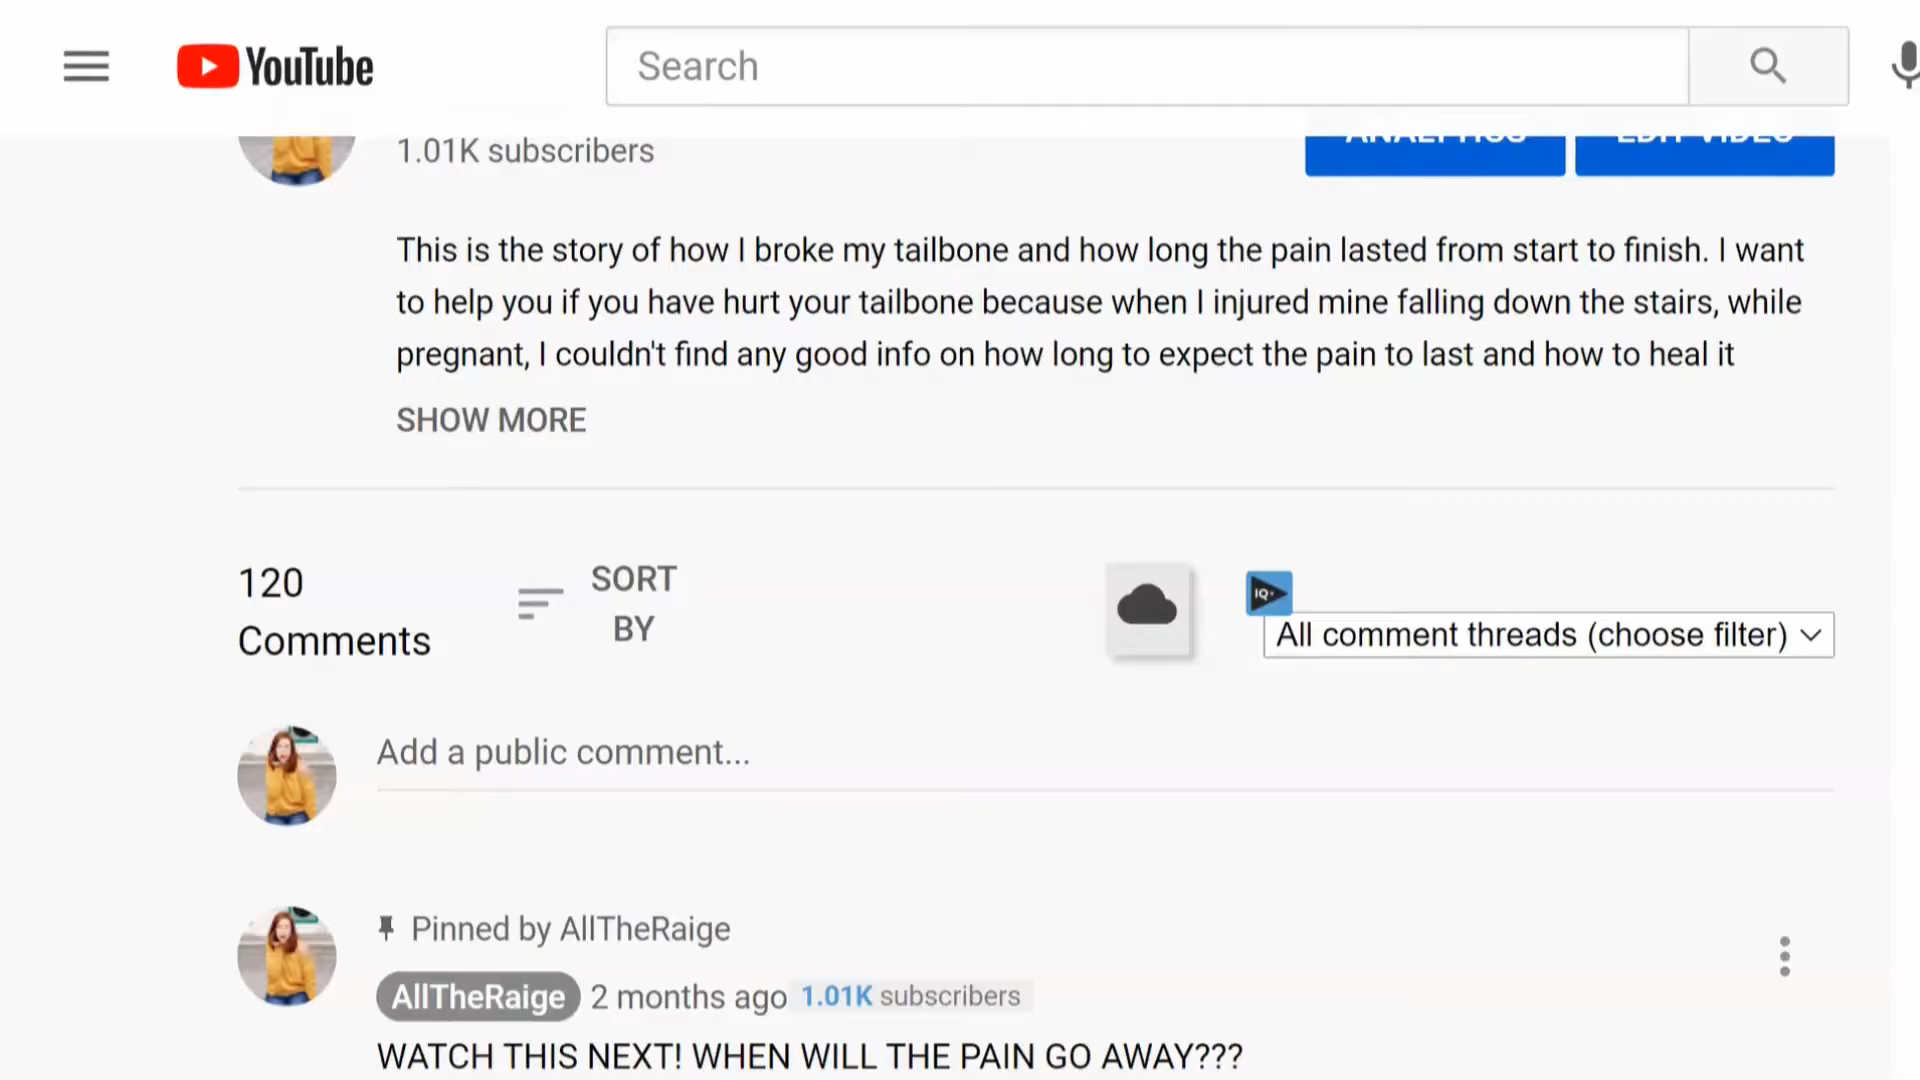 YouTube
Search
1.01K subscribers
ANALYTICS
EDIT VIDEO
This is the story of how I broke my tailbone and how long the pain lasted from start to finish. I want
to help you if you have hurt your tailbone because when I injured mine falling down the stairs, while
pregnant, I couldn't find any good info on how long to expect the pain to last and how to heal it
SHOW MORE
120
Comments
SORT
BY
IQ
All comment threads (choose filter)
Add a public comment...
Pinned by AllTheRaige
AllTheRaige 2 months ago 1.01K subscribers
WATCH THIS NEXT! WHEN WILL THE PAIN GO AWAY???